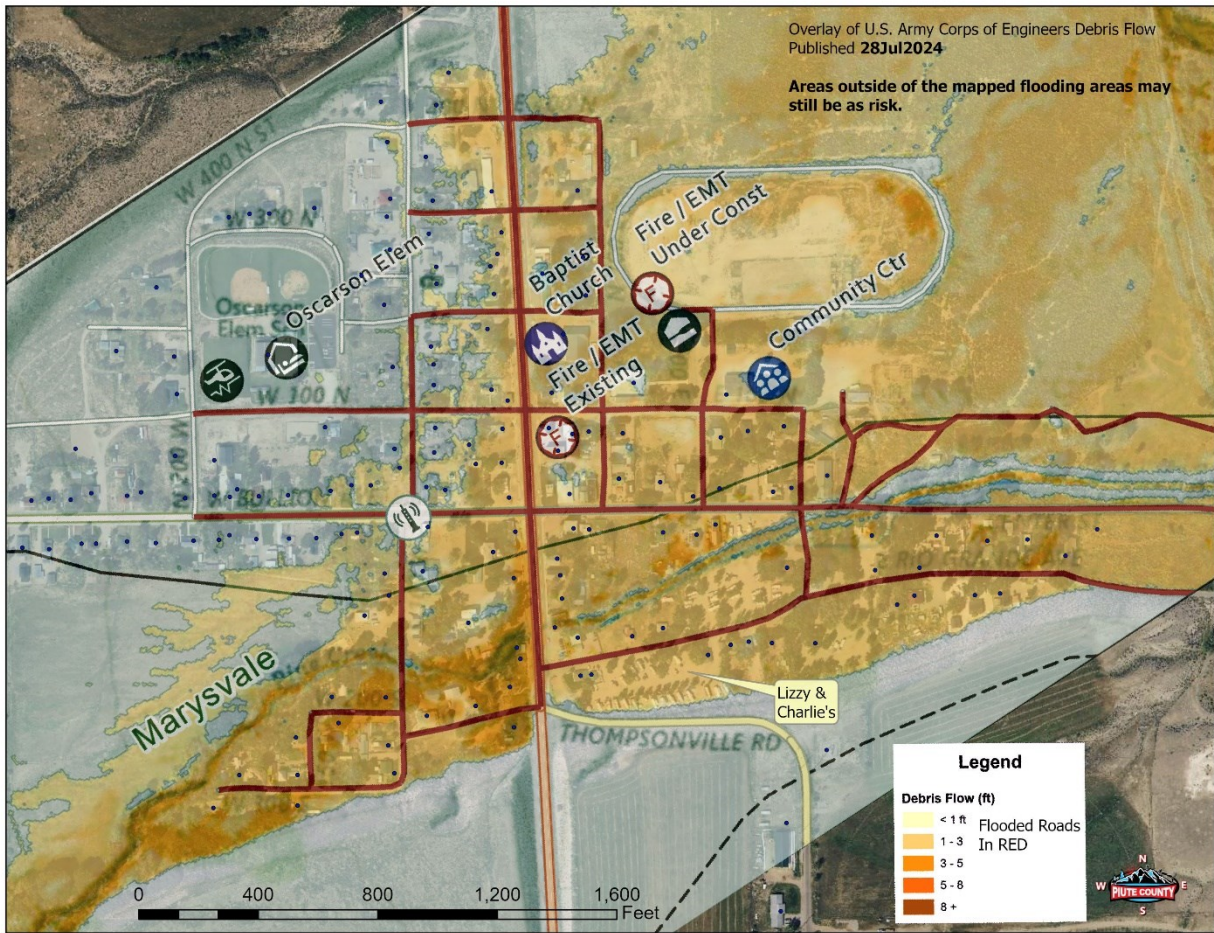 Overlay of U.S. Army Corps of Engineers Debris Flow
Published 28Jul2024
Areas outside of the mapped flooding areas may
still be as risk.
W 400 N ST
W 300 N
Oscarson Elem
Oscarson
Elem
Baptist
Church
Fire / EMT
Under Const
F
Community Ctr
Fire / EMT
Existing
F
W 100 N
Marysvale
Lizzy &
Charlie's
THOMPSONVILLE RD
Legend
Debris Flow (ft)
< 1 ft
1 - 3
3 - 5
5 - 8
8 +
Flooded Roads
In RED
0 400 800 1,200 1,600
Feet
N
W E
S
PIUTE COUNTY